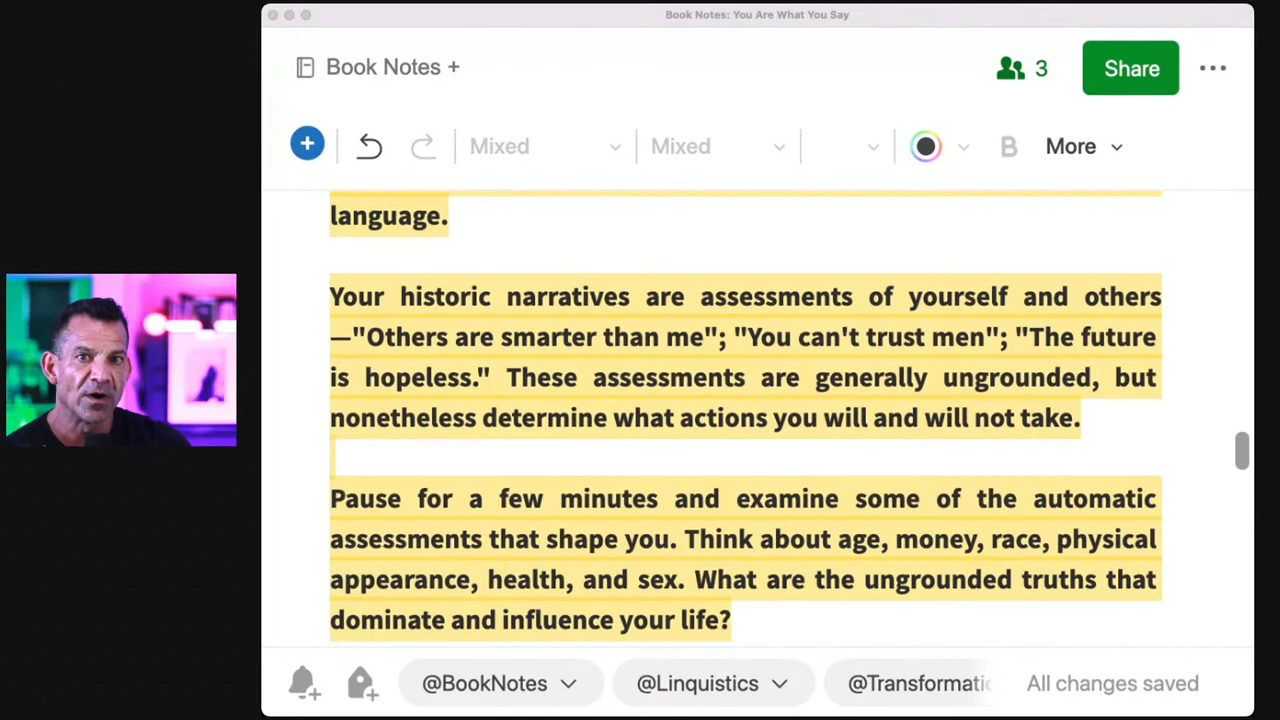 Book Notes: You Are What You Say
Book Notes +
3
Share
Mixed
Mixed
B
More
language.
Your historic narratives are assessments of yourself and others
—"Others are smarter than me"; "You can't trust men"; "The future
is hopeless." These assessments are generally ungrounded, but
nonetheless determine what actions you will and will not take.
Pause for a few minutes and examine some of the automatic
assessments that shape you. Think about age, money, race, physical
appearance, health, and sex. What are the ungrounded truths that
dominate and influence your life?
@BookNotes
@Linquistics
@Transformatic
All changes saved